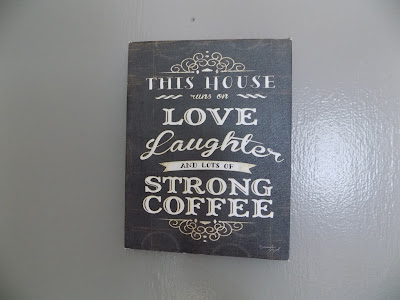 THIS HOUSE
runs on
LOVE
Laughter
AND LOTS OF
STRONG
COFFEE